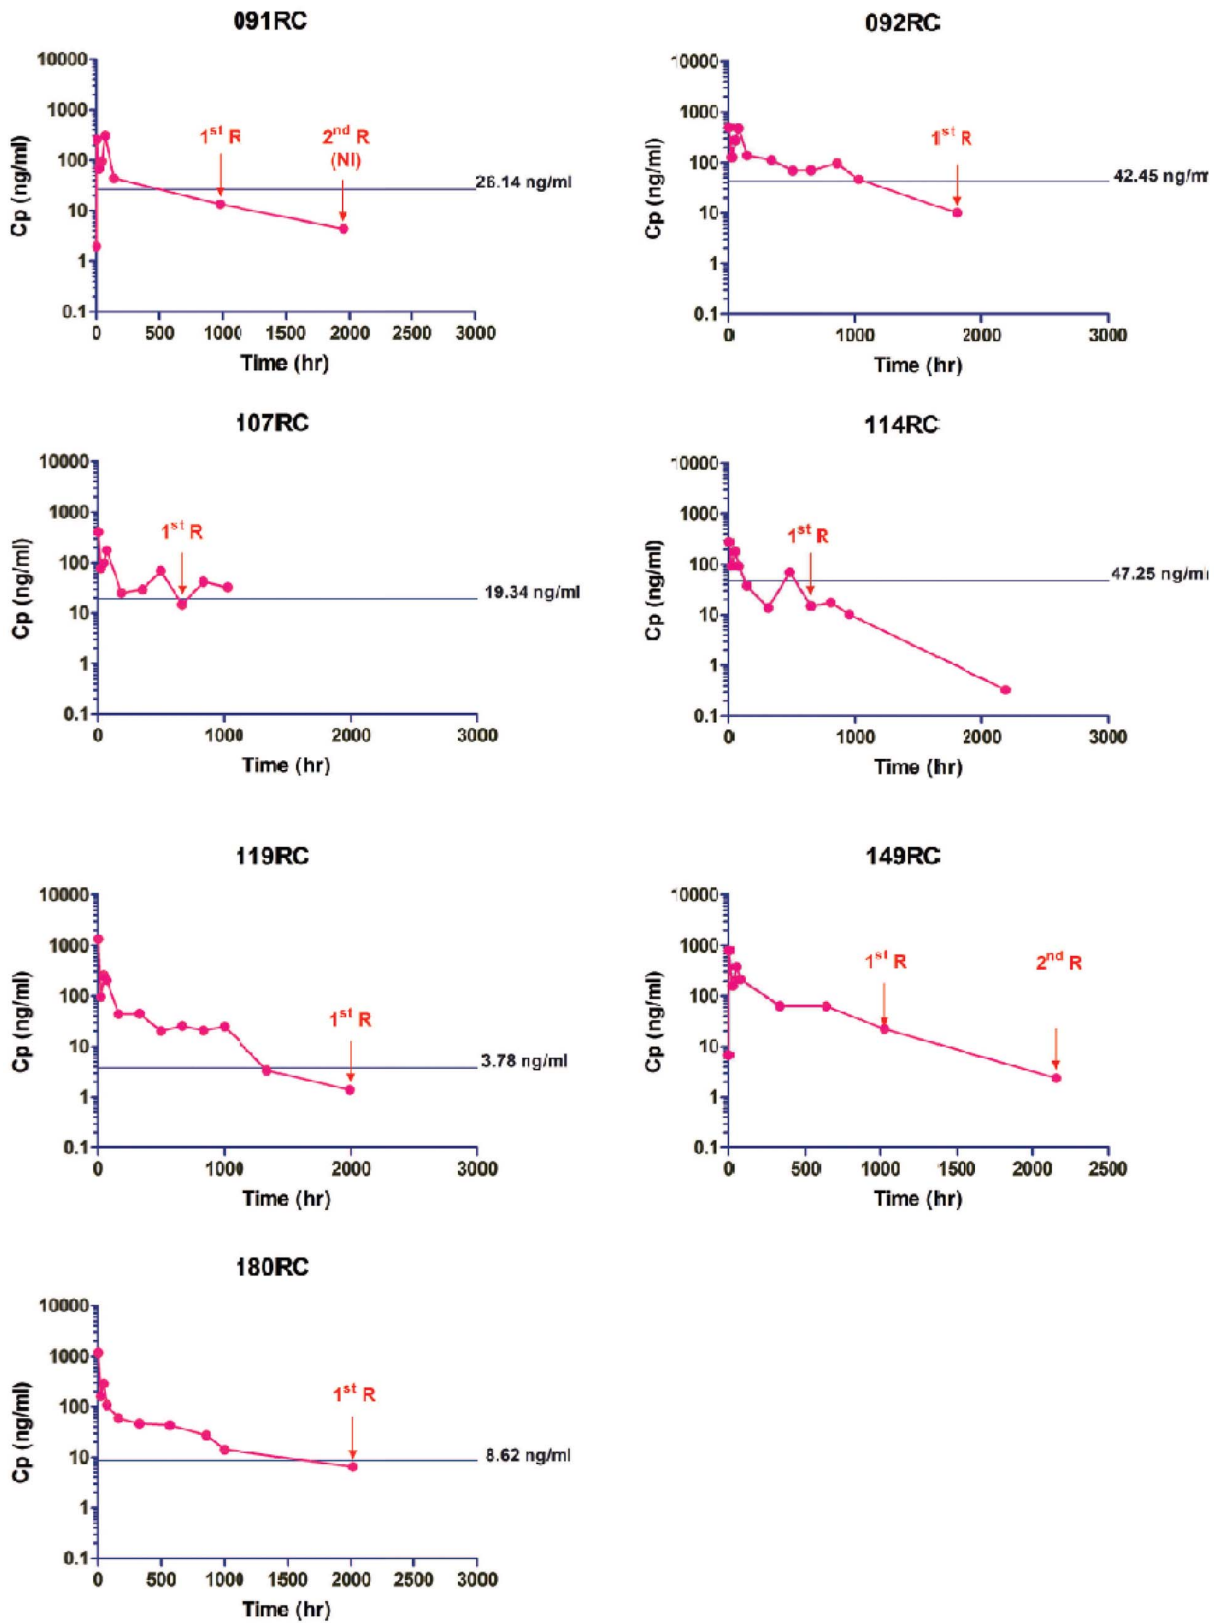 091RC
10000
1000
100
10
1
0.1
Cp (ng/ml)
1st R
2nd R
(NI)
26.14 ng/ml
0 500 1000 1500 2000 2500 3000
Time (hr)
092RC
10000
1000
100
10
1
0.1
Cp (ng/ml)
1st R
42.45 ng/m
0 1000 2000 3000
Time (hr)
107RC
10000
1000
100
10
1
0.1
Cp (ng/ml)
1st R
19.34 ng/ml
0 1000 2000 3000
Time (hr)
114RC
10000
1000
100
10
1
0.1
Cp (ng/ml)
1st R
47.25 ng/ml
0 1000 2000 3000
Time (hr)
119RC
10000
1000
100
10
1
0.1
Cp (ng/ml)
1st R
3.78 ng/ml
0 1000 2000 3000
Time (hr)
149RC
10000
1000
100
10
1
0.1
Cp (ng/ml)
1st R
2nd R
0 500 1000 1500 2000 2500
Time (hr)
180RC
10000
1000
100
10
1
0.1
Cp (ng/ml)
1st R
8.62 ng/ml
0 500 1000 1500 2000 2500 3000
Time (hr)